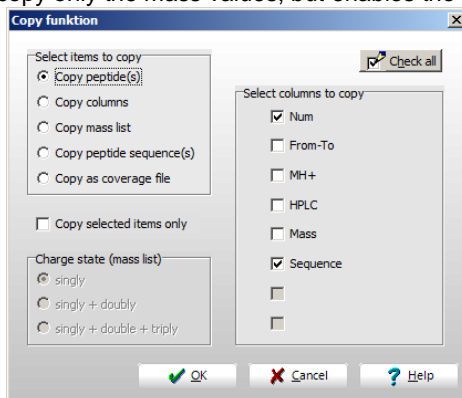 copy only the mass values, but enables the
Copy funktion
Select items to copy
Copy peptide(s)
Copy columns
Copy mass list
Copy peptide sequence(s)
Copy as coverage file
Copy selected items only
Charge state (mass list)
singly
singly + doubly
singly + double + triply
Check all
Select columns to copy
Num
From-To
MH+
HPLC
Mass
Sequence
OK
Cancel
Help